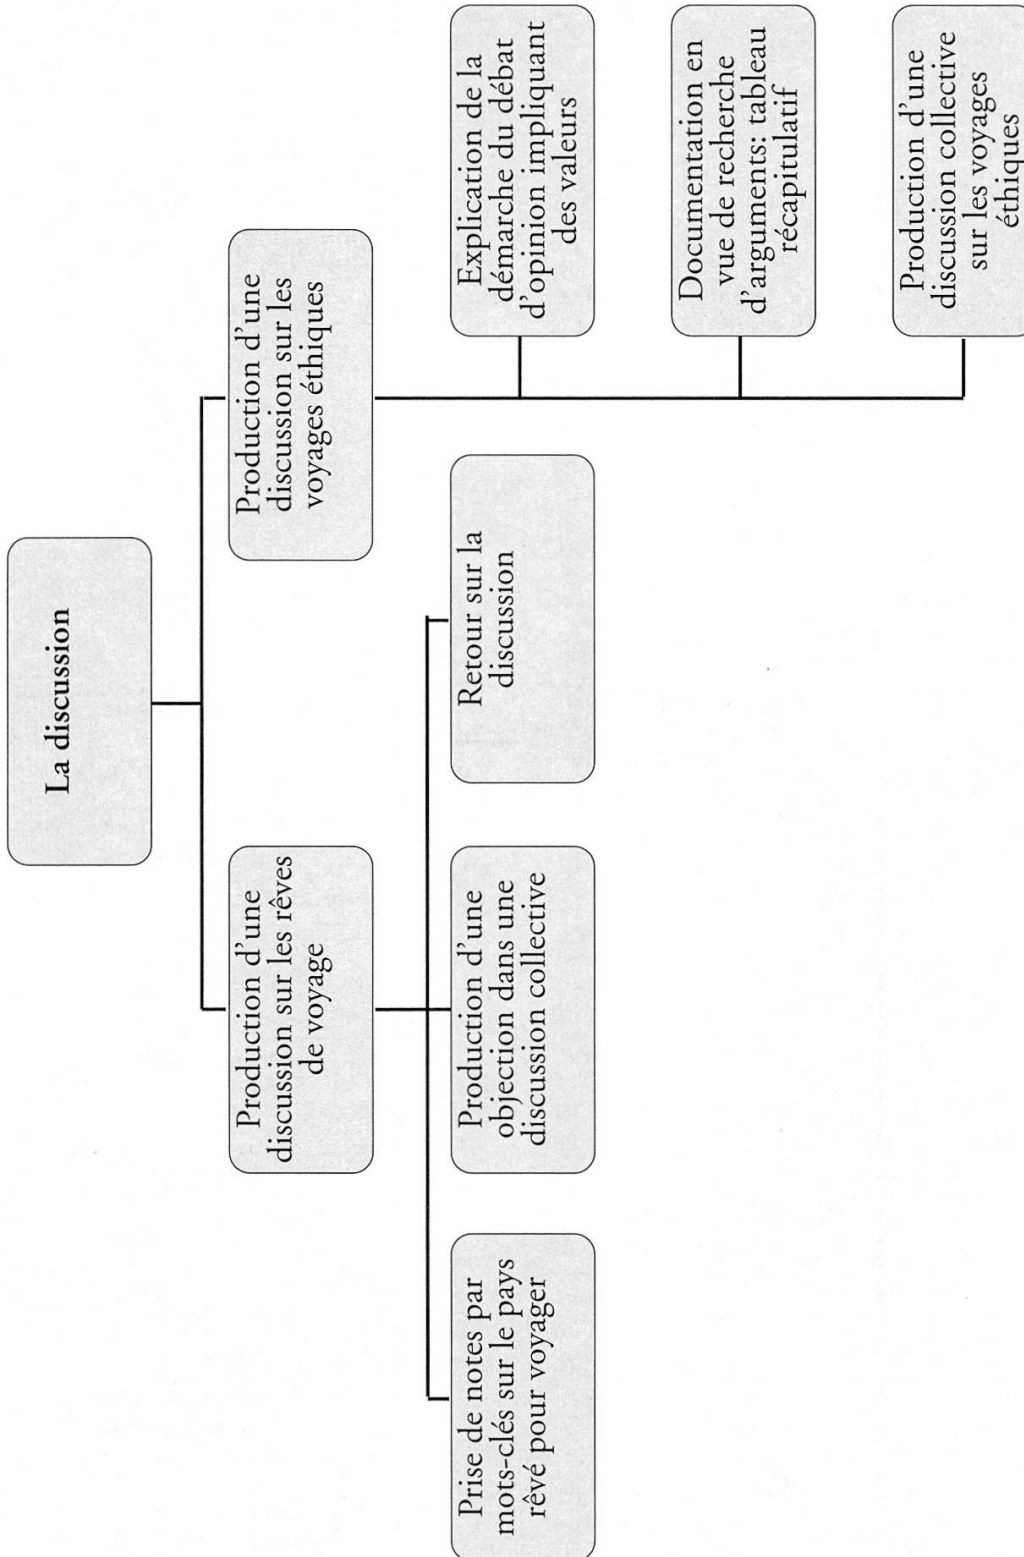 La discussion
Production d'une
discussion sur les rêves
de voyage
Production d'une
discussion sur les
voyages éthiques
Prise de notes par
mots-clés sur le pays
rêvé pour voyager
Production d'une
objection dans une
discussion collective
Retour sur la
discussion
Explication de la
démarche du débat
d'opinion impliquant
des valeurs
Documentation en
vue de recherche
d'arguments: tableau
récapitulatif
Production d'une
discussion collective
sur les voyages
éthiques